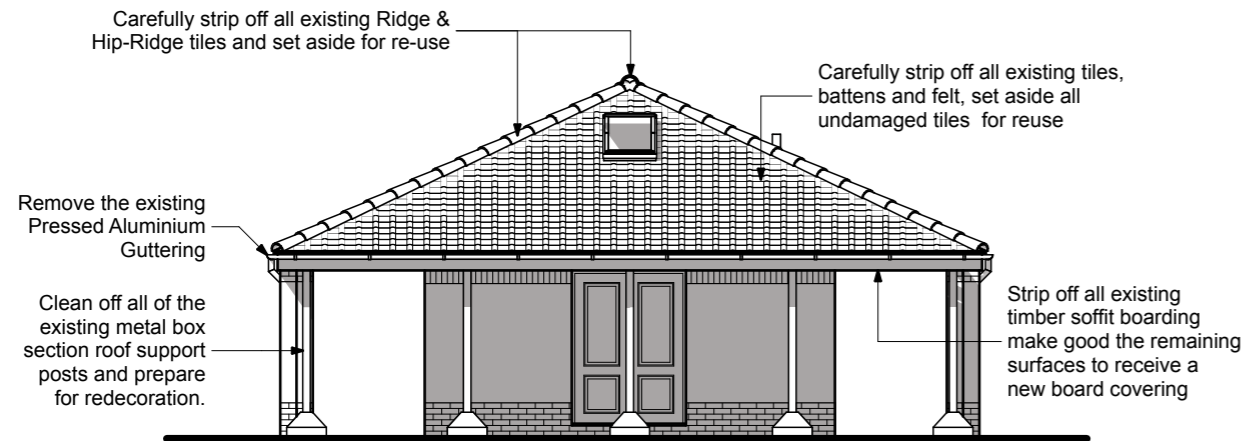 Carefully strip off all existing Ridge &
Hip-Ridge tiles and set aside for re-use
Carefully strip off all existing tiles,
battens and felt, set aside all
undamaged tiles for reuse
Remove the existing
Pressed Aluminium
Guttering
Clean off all of the
existing metal box
section roof support
posts and prepare
for redecoration.
Strip off all existing
timber soffit boarding
make good the remaining
surfaces to receive a
new board covering